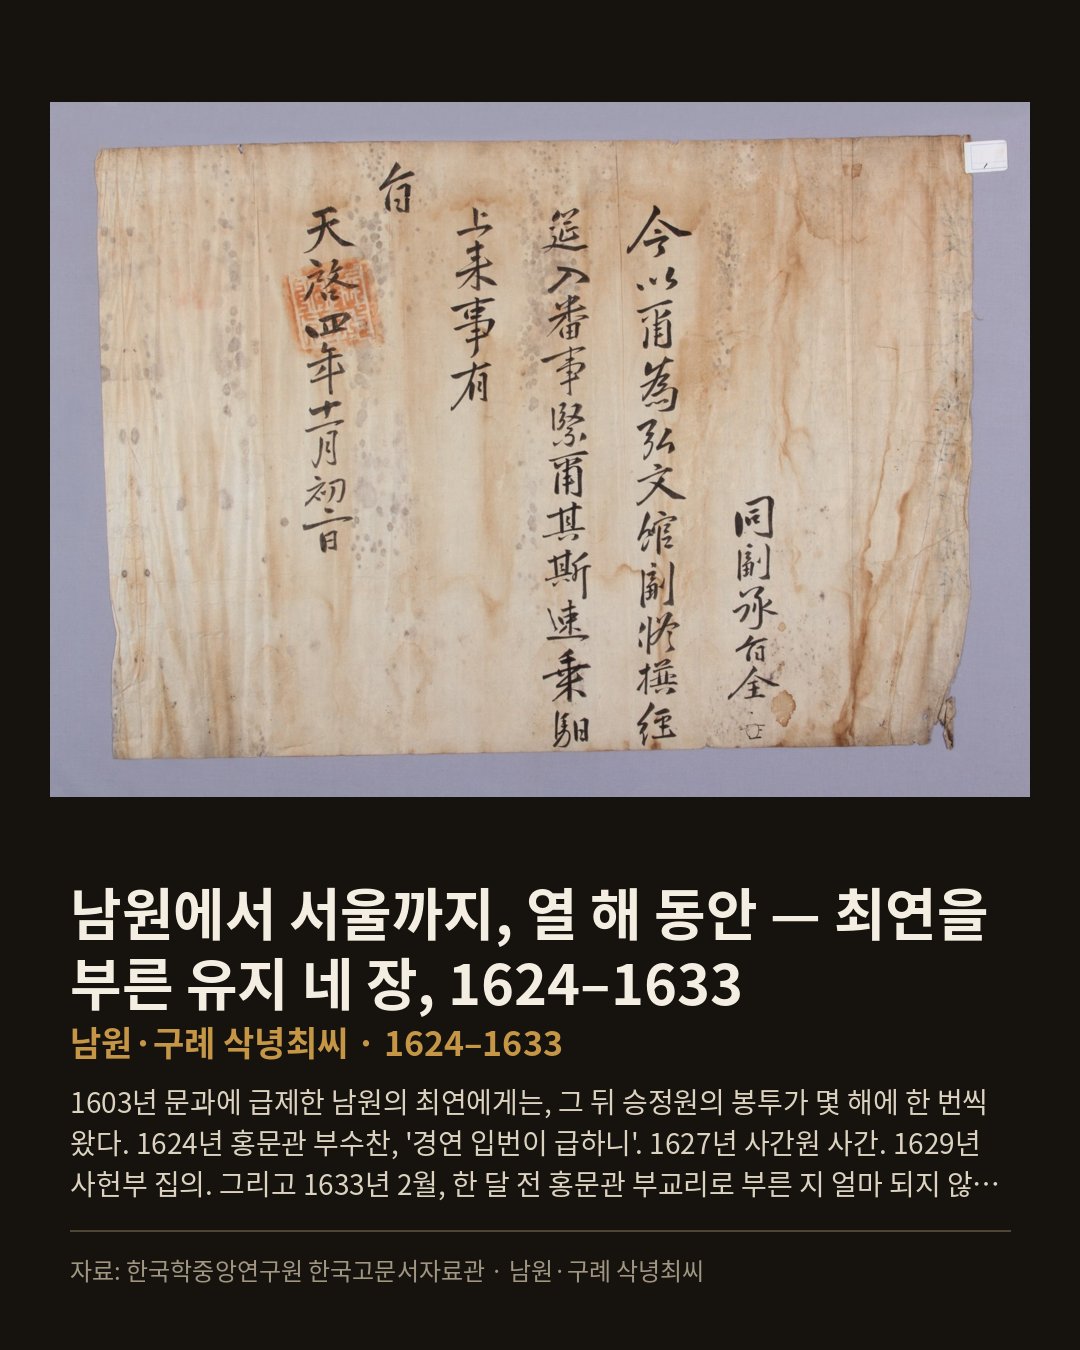 同副承旨全
今以爾為弘文館副修撰經
筵入番事緊爾其斯速乗馹
上来事有
旨
天啓四年十一月初二日
남원에서 서울까지, 열 해 동안 — 최연을
부른 유지 네 장, 1624–1633
남원·구례 삭녕최씨 · 1624–1633
1603년 문과에 급제한 남원의 최연에게는, 그 뒤 승정원의 봉투가 몇 해에 한 번씩
왔다. 1624년 홍문관 부수찬, '경연 입번이 급하니'. 1627년 사간원 사간. 1629년
사헌부 집의. 그리고 1633년 2월, 한 달 전 홍문관 부교리로 부른 지 얼마 되지 않…
자료: 한국학중앙연구원 한국고문서자료관 · 남원·구례 삭녕최씨